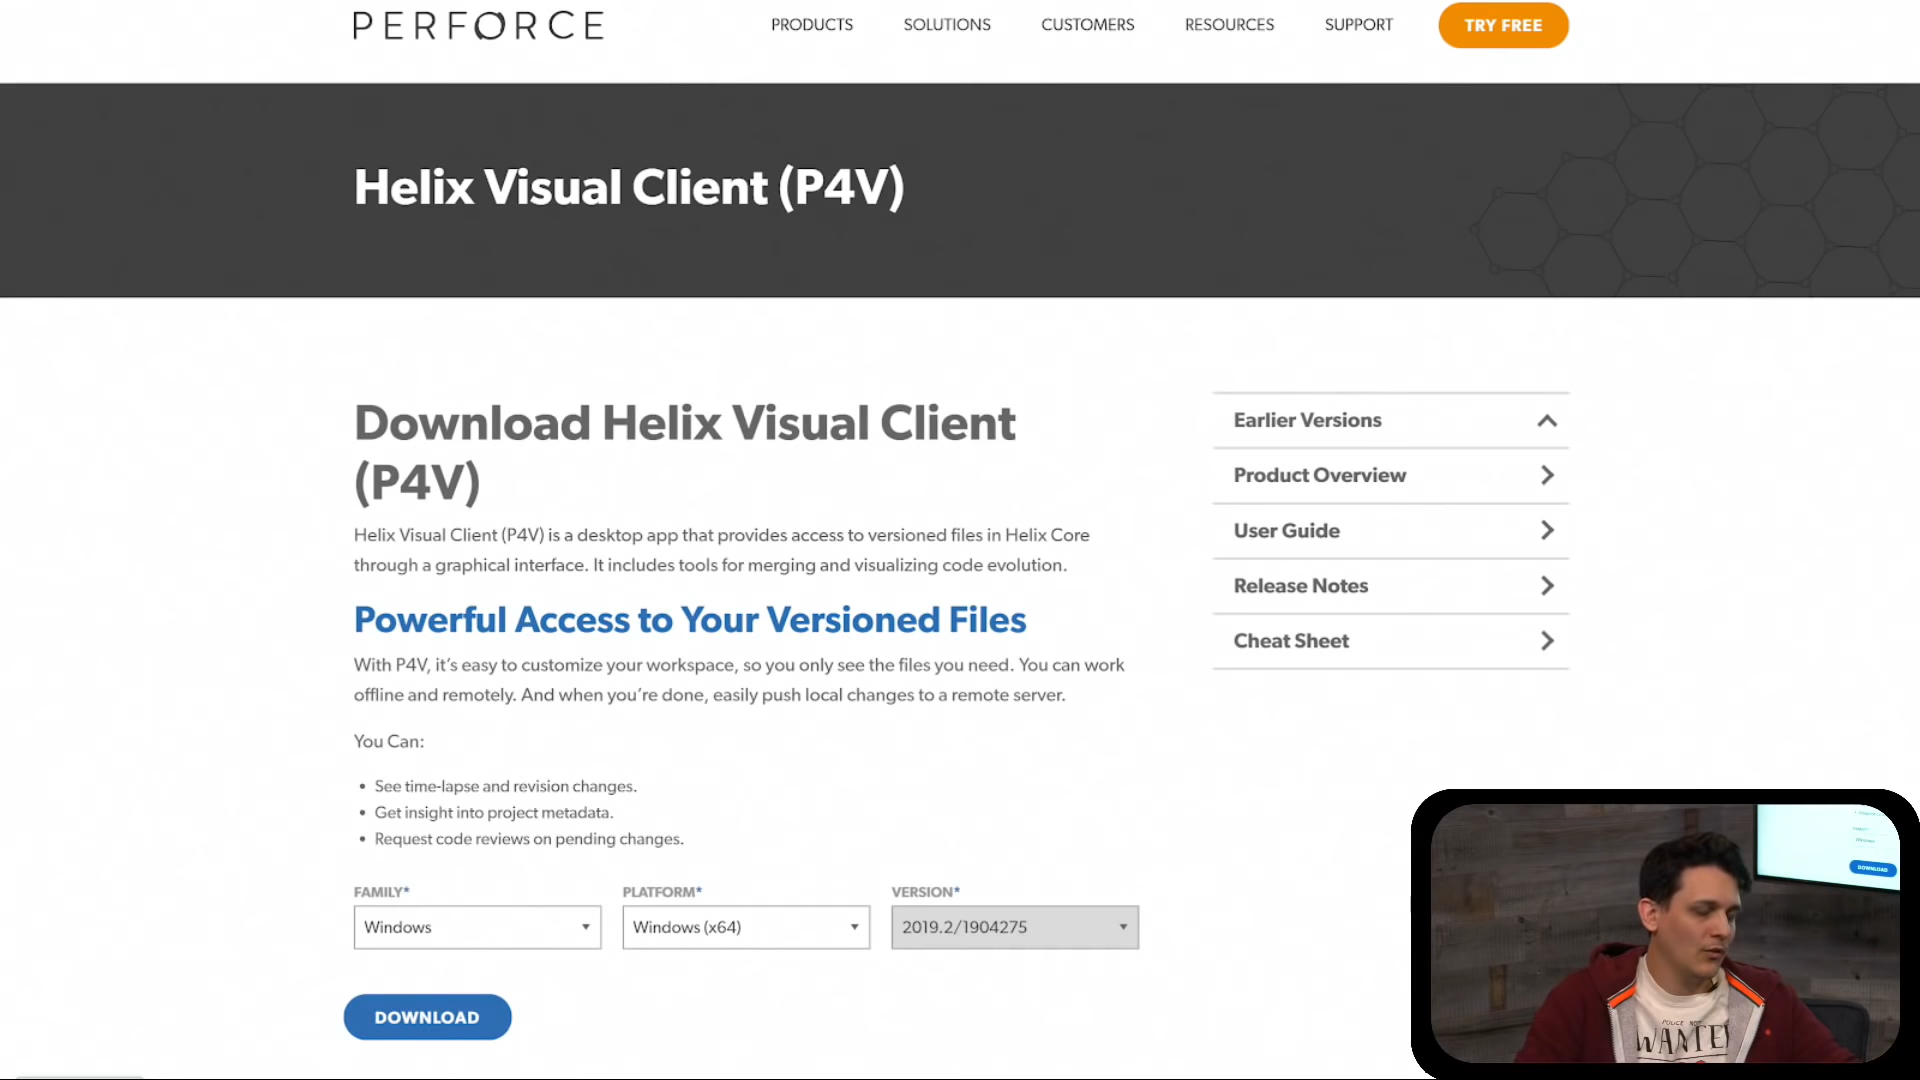 PERFORCE
PRODUCTS
SOLUTIONS
CUSTOMERS
RESOURCES
SUPPORT
TRY FREE
Helix Visual Client (P4V)
Download Helix Visual Client
(P4V)
Helix Visual Client (P4V) is a desktop app that provides access to versioned files in Helix Core
through a graphical interface. It includes tools for merging and visualizing code evolution.
Powerful Access to Your Versioned Files
With P4V, it's easy to customize your workspace, so you only see the files you need. You can work
offline and remotely. And when you're done, easily push local changes to a remote server.
You Can:
• See time-lapse and revision changes.
• Get insight into project metadata.
• Request code reviews on pending changes.
FAMILY*
PLATFORM*
VERSION*
Windows
Windows (x64)
2019.2/1904275
DOWNLOAD
Earlier Versions
Product Overview
User Guide
Release Notes
Cheat Sheet
DOWNLOAD
POLICE
WANTED